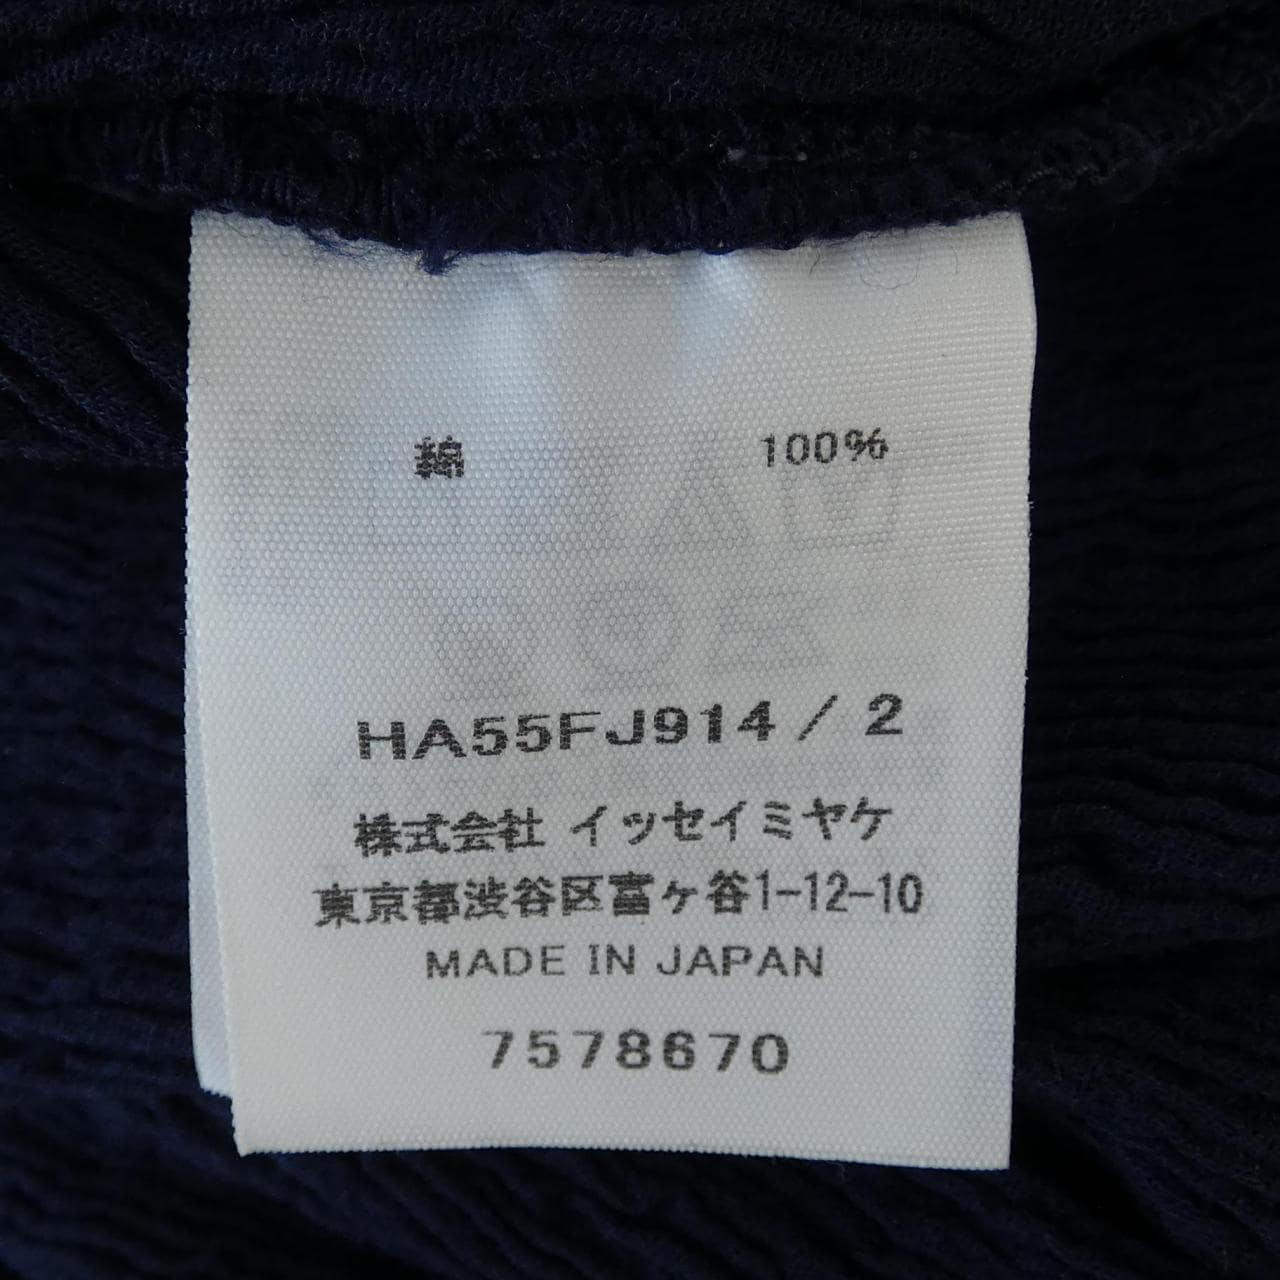 綿 100%
HA55FJ914 / 2
株式会社 イッセイミヤケ
東京都渋谷区富ヶ谷1-12-10
MADE IN JAPAN
7578670